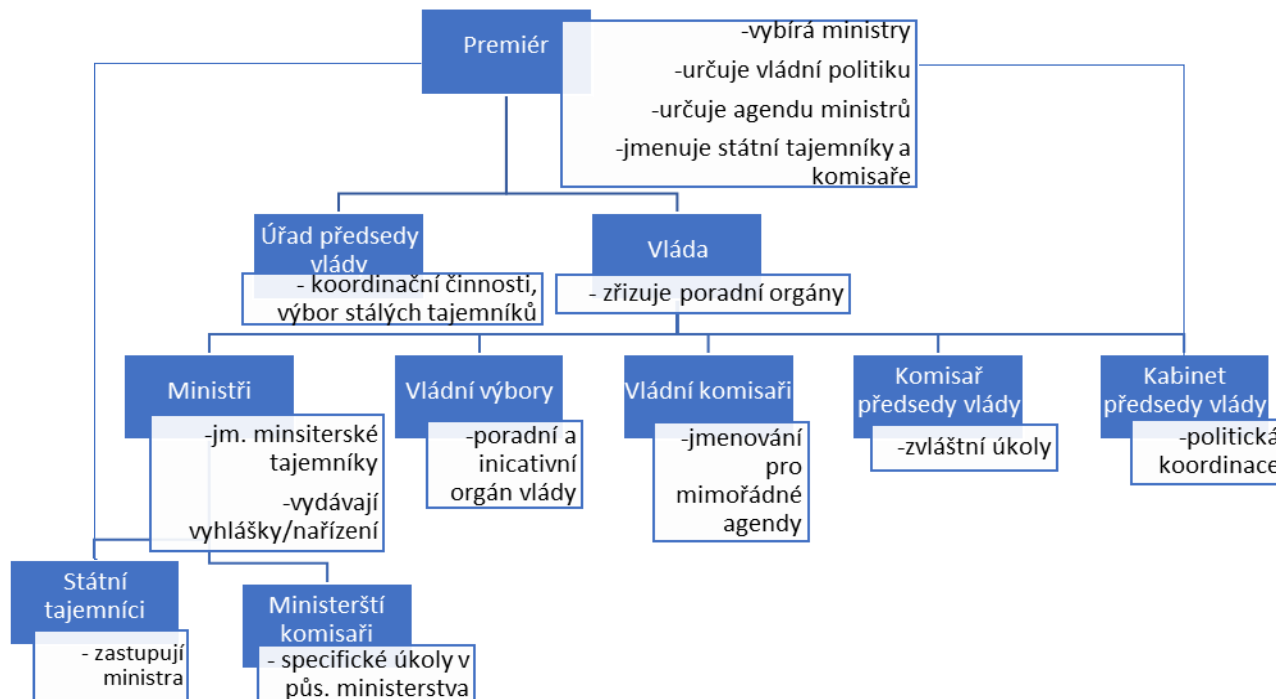 Premiér
-vybírá ministry
-určuje vládní politiku
-určuje agendu ministrů
-jmenuje státní tajemníky a
komisaře
Úřad předsedy
vlády
- koordinační činnosti,
výbor stálých tajemníků
Vláda
- zřizuje poradní orgány
Ministři
-jm. minsiterské
tajemníky
-vydávají
vyhlášky/nařízení
Vládní výbory
-poradní a
inicativní
orgán vlády
Vládní komisaři
-jmenování
pro
mimořádné
agendy
Komisař
předsedy vlády
-zvláštní úkoly
Kabinet
předsedy vlády
-politická
koordinace
Státní
tajemníci
- zastupují
ministra
Ministerští
komisaři
- specifické úkoly v
půs. ministerstva